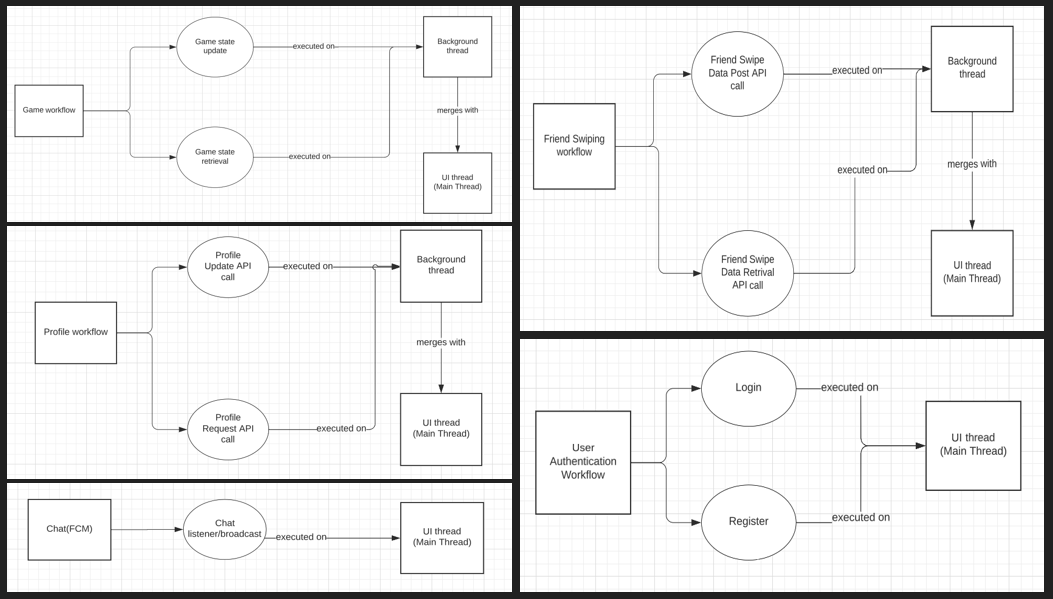 Game workflow
Game state
update
executed on
Background
thread
Game state
retrieval
executed on
merges with
UI thread
(Main Thread)
Profile workflow
Profile
Update API
call
executed on
Background
thread
Profile
Request API
call
executed on
merges with
UI thread
(Main Thread)
Chat(FCM)
Chat
listener/broadcast
executed on
UI thread
(Main Thread)
Friend Swiping
workflow
Friend Swipe
Data Post API
call
executed on
Background
thread
Friend Swipe
Data Retrival
API call
executed on
merges with
UI thread
(Main Thread)
User
Authentication
Workflow
Login
executed on
Register
executed on
UI thread
(Main Thread)